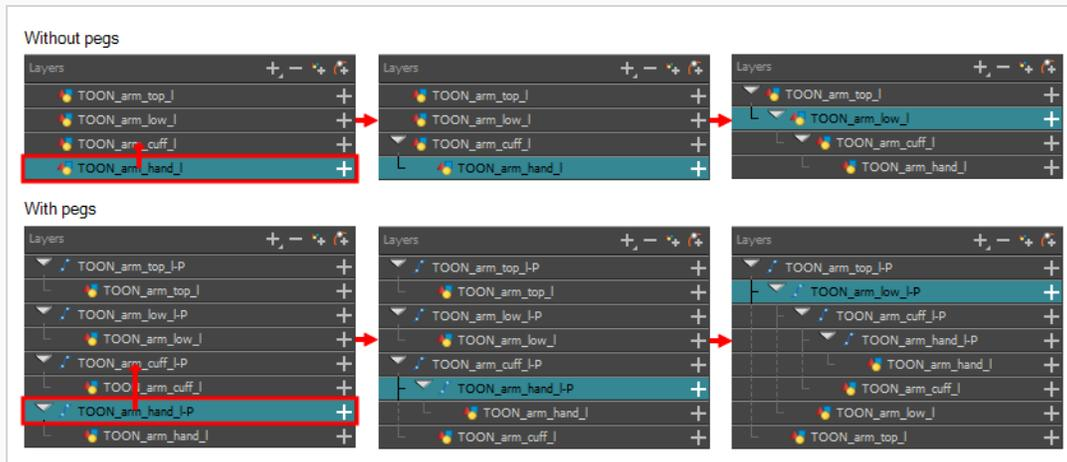 Without pegs
Layers
TOON_arm_top_l
TOON_arm_low_l
TOON_arm_cuff_l
TOON_arm_hand_l
Layers
TOON_arm_top_l
TOON_arm_low_l
TOON_arm_cuff_l
TOON_arm_hand_l
Layers
TOON_arm_top_l
TOON_arm_low_l
TOON_arm_cuff_l
TOON_arm_hand_l
With pegs
Layers
TOON_arm_top_l-P
TOON_arm_top_l
TOON_arm_low_l-P
TOON_arm_low_l
TOON_arm_cuff_l-P
TOON_arm_cuff_l
TOON_arm_hand_l-P
TOON_arm_hand_l
Layers
TOON_arm_top_l-P
TOON_arm_top_l
TOON_arm_low_l-P
TOON_arm_low_l
TOON_arm_cuff_l-P
TOON_arm_hand_l-P
TOON_arm_hand_l
TOON_arm_cuff_l
Layers
TOON_arm_top_l-P
TOON_arm_low_l-P
TOON_arm_cuff_l-P
TOON_arm_hand_l-P
TOON_arm_hand_l
TOON_arm_cuff_l
TOON_arm_low_l
TOON_arm_top_l